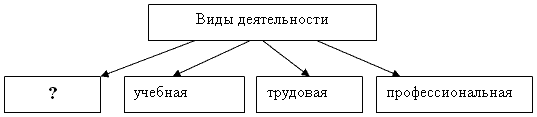 Виды деятельности
?
учебная
трудовая
профессиональная